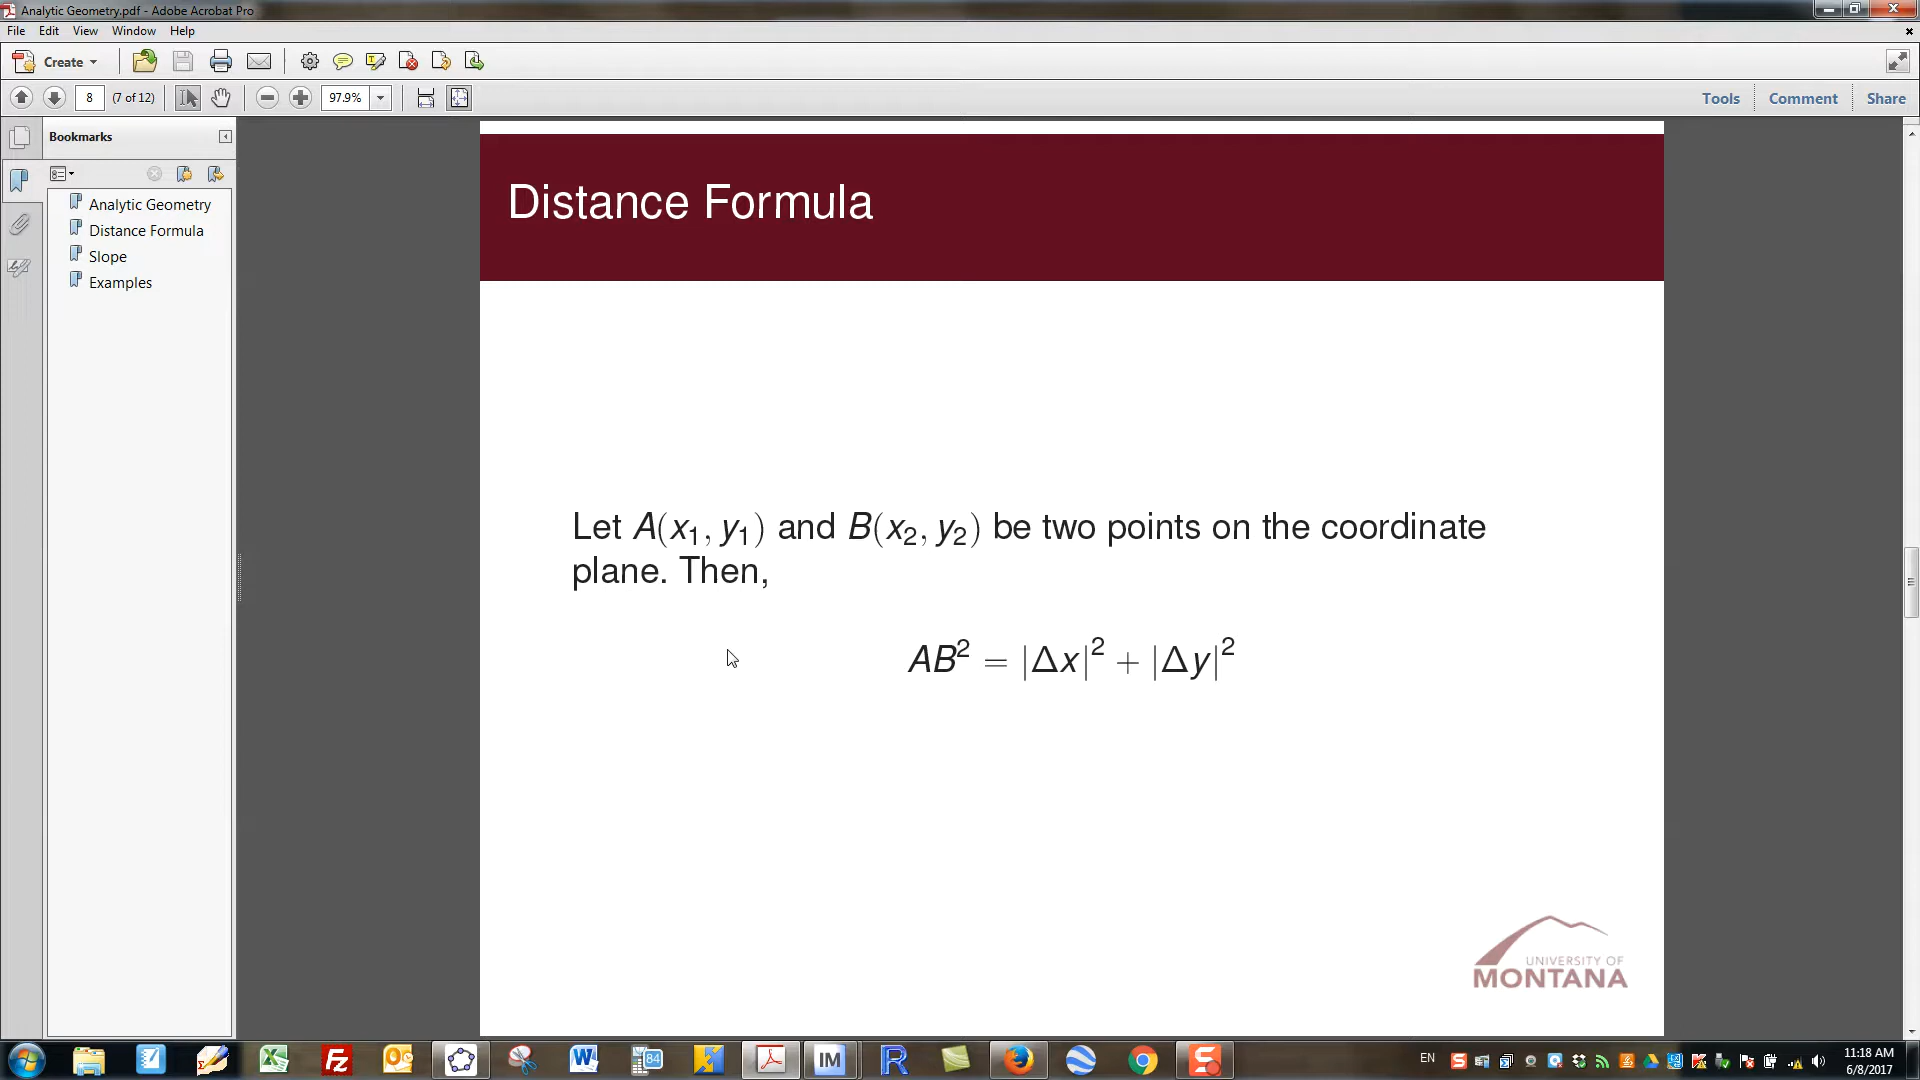 Analytic Geometry.pdf - Adobe Acrobat Pro
File Edit View Window Help
Create
8 (7 of 12) 97.9% Tools Comment Share
Bookmarks
Analytic Geometry
Distance Formula
Slope
Examples
Distance Formula
Let A(x₁, y₁) and B(x₂, y₂) be two points on the coordinate
plane. Then,
AB² = |Δx|² + |Δy|²
UNIVERSITY OF
MONTANA
84
IM
EN
11:18 AM
6/8/2017